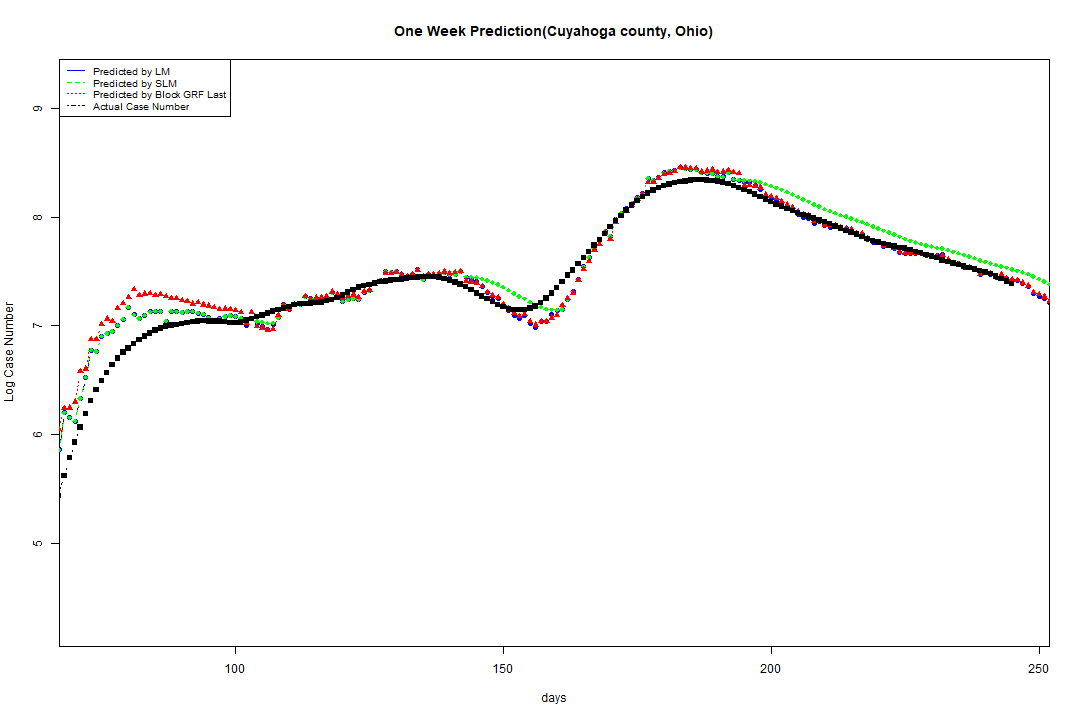 One Week Prediction(Cuyahoga county, Ohio)
Predicted by LM
Predicted by SLM
Predicted by Block GRF Last
Actual Case Number
9
8
7
6
5
Log Case Number
100 150 200 250
days